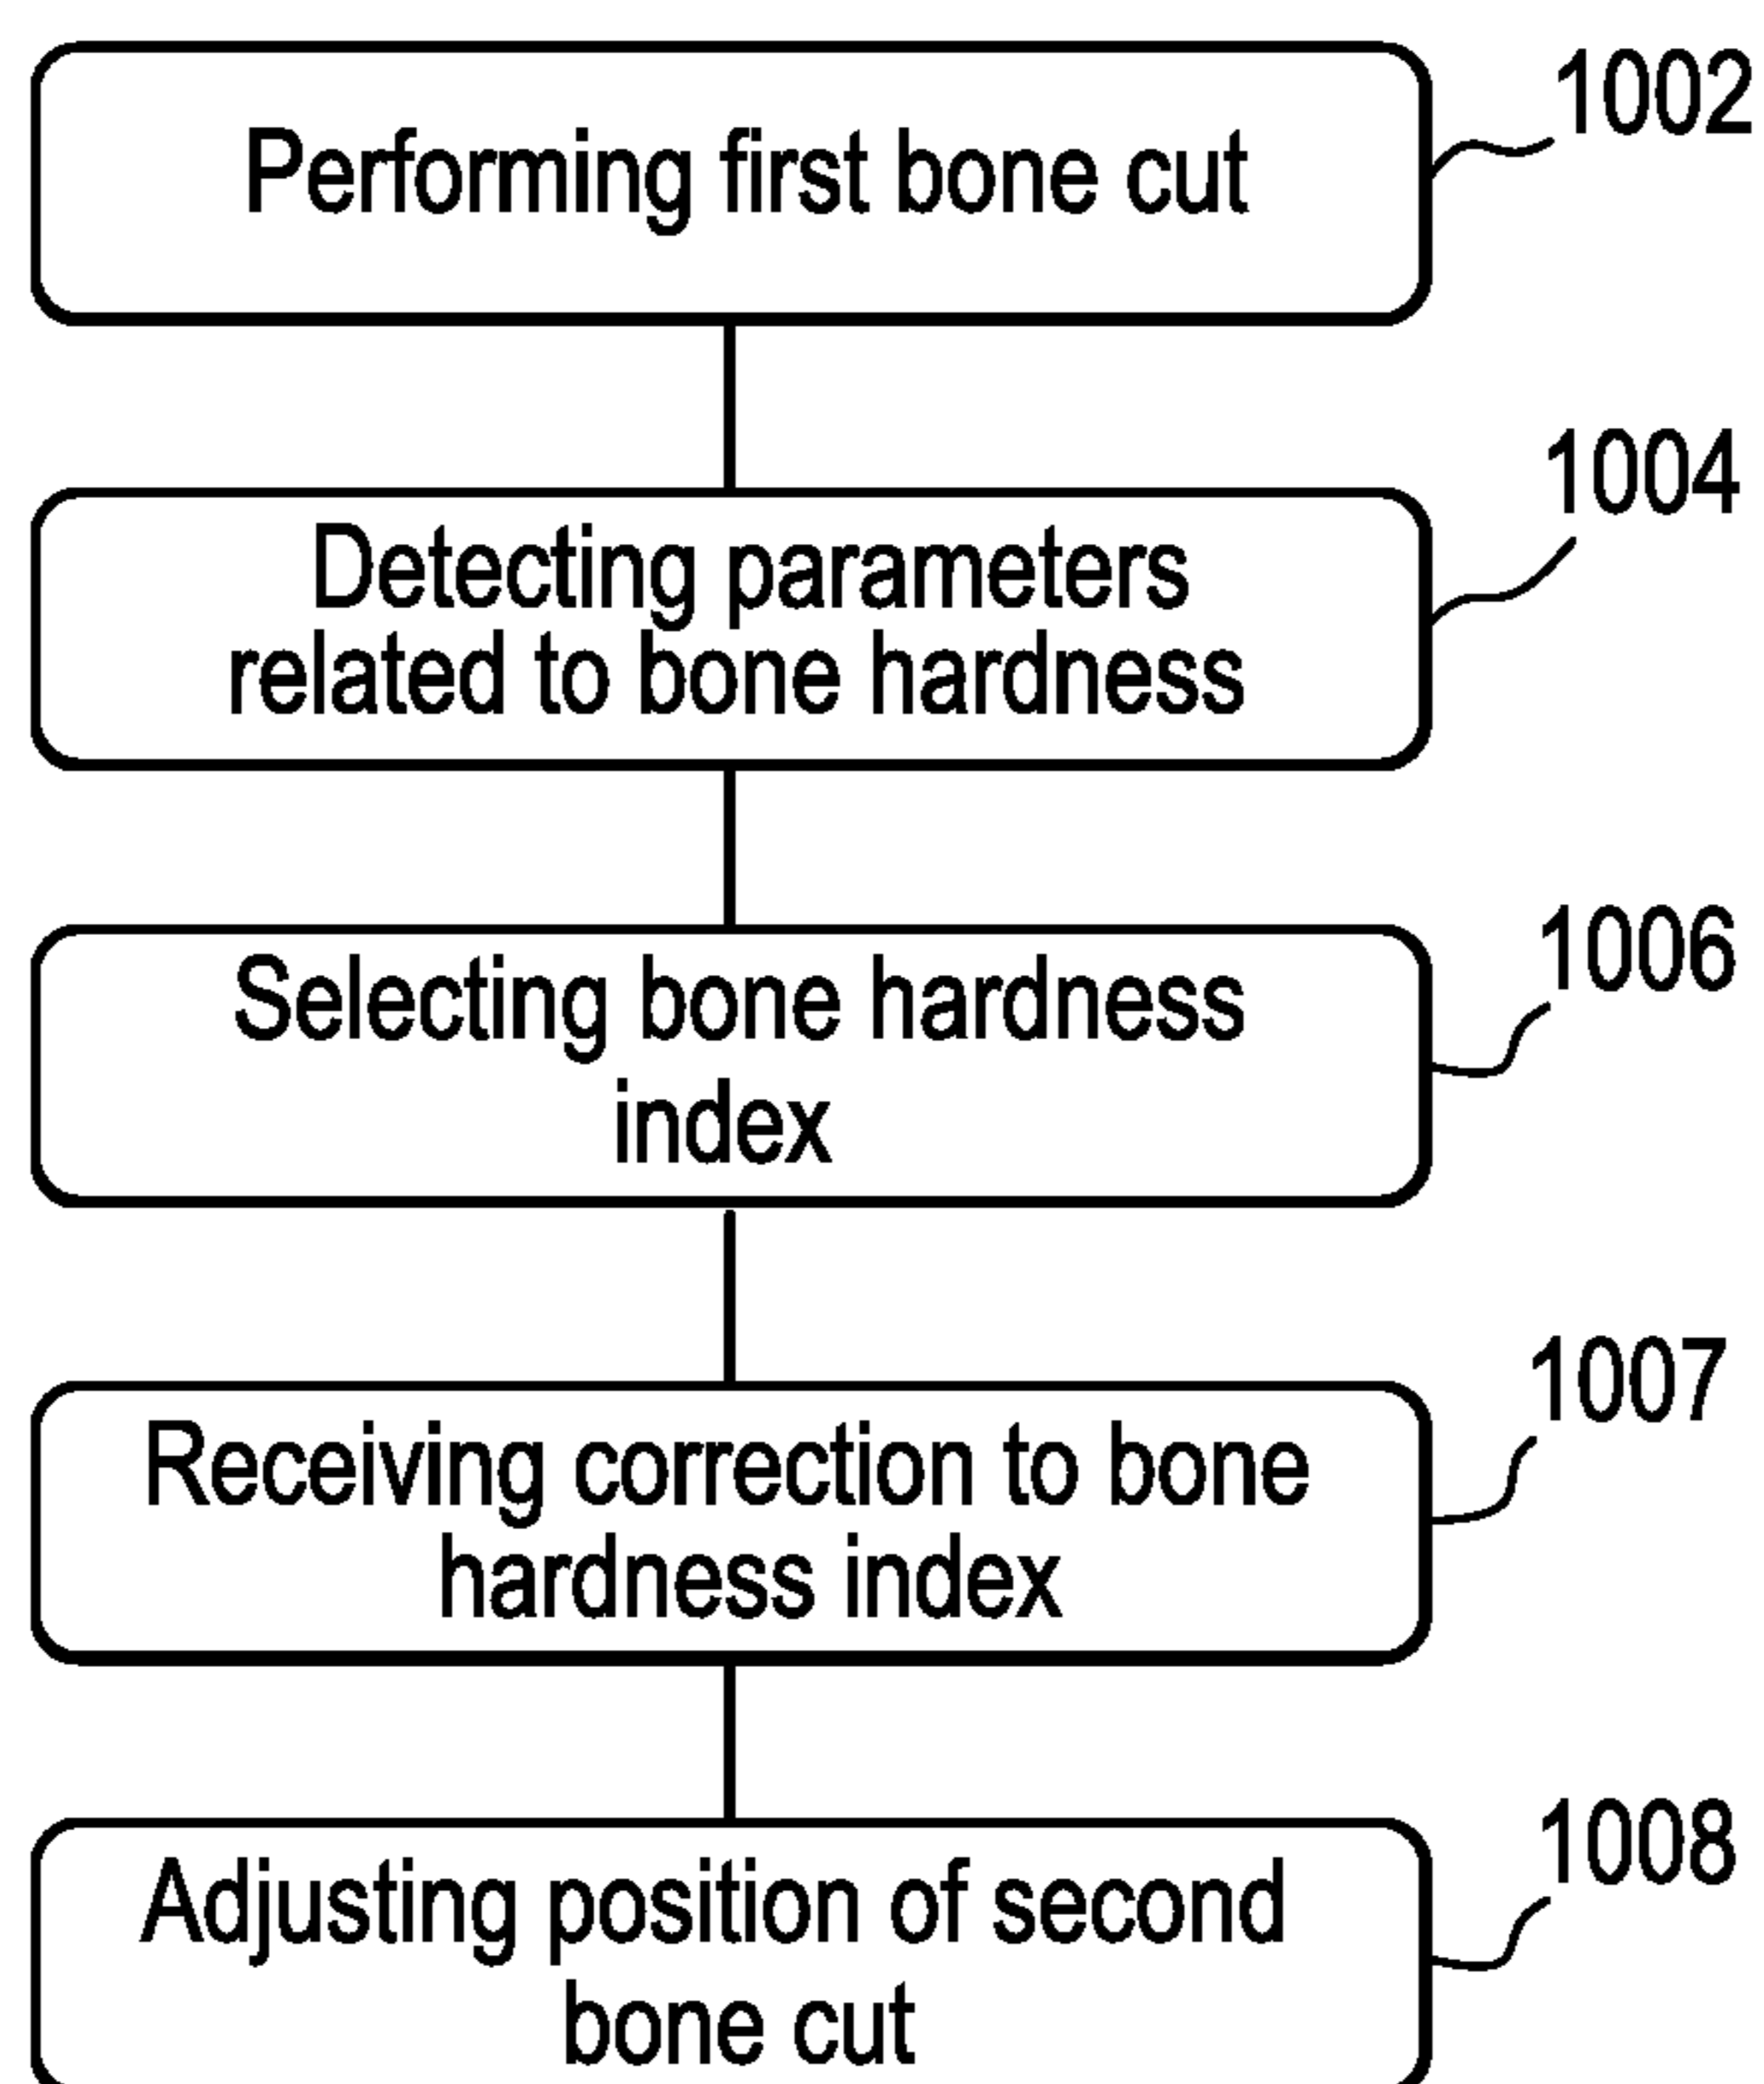 Performing first bone cut
1002
Detecting parameters
related to bone hardness
1004
Selecting bone hardness
index
1006
Receiving correction to bone
hardness index
1007
Adjusting position of second
bone cut
1008